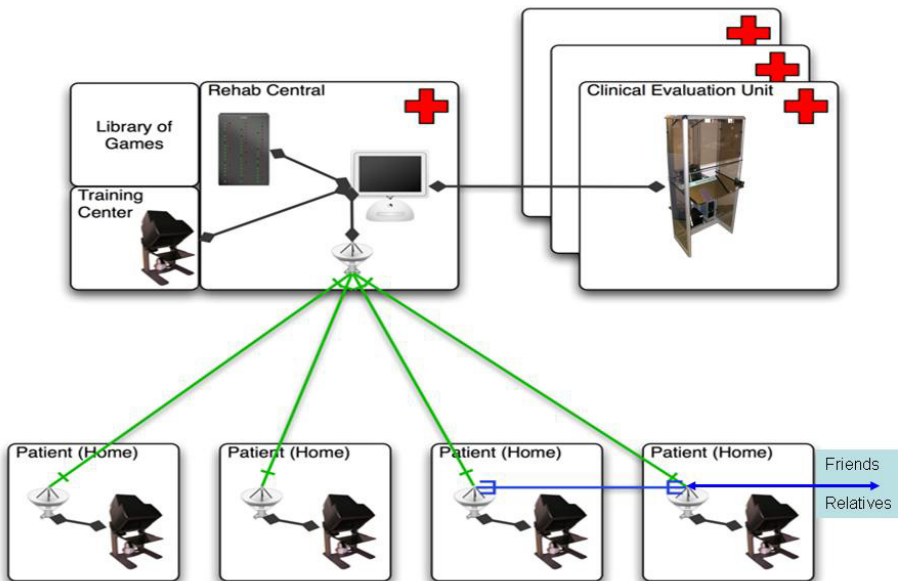 Rehab Central
Clinical Evaluation Unit
Library of
Games
Training
Center
Patient (Home)
Patient (Home)
Patient (Home)
Patient (Home)
Friends
Relatives